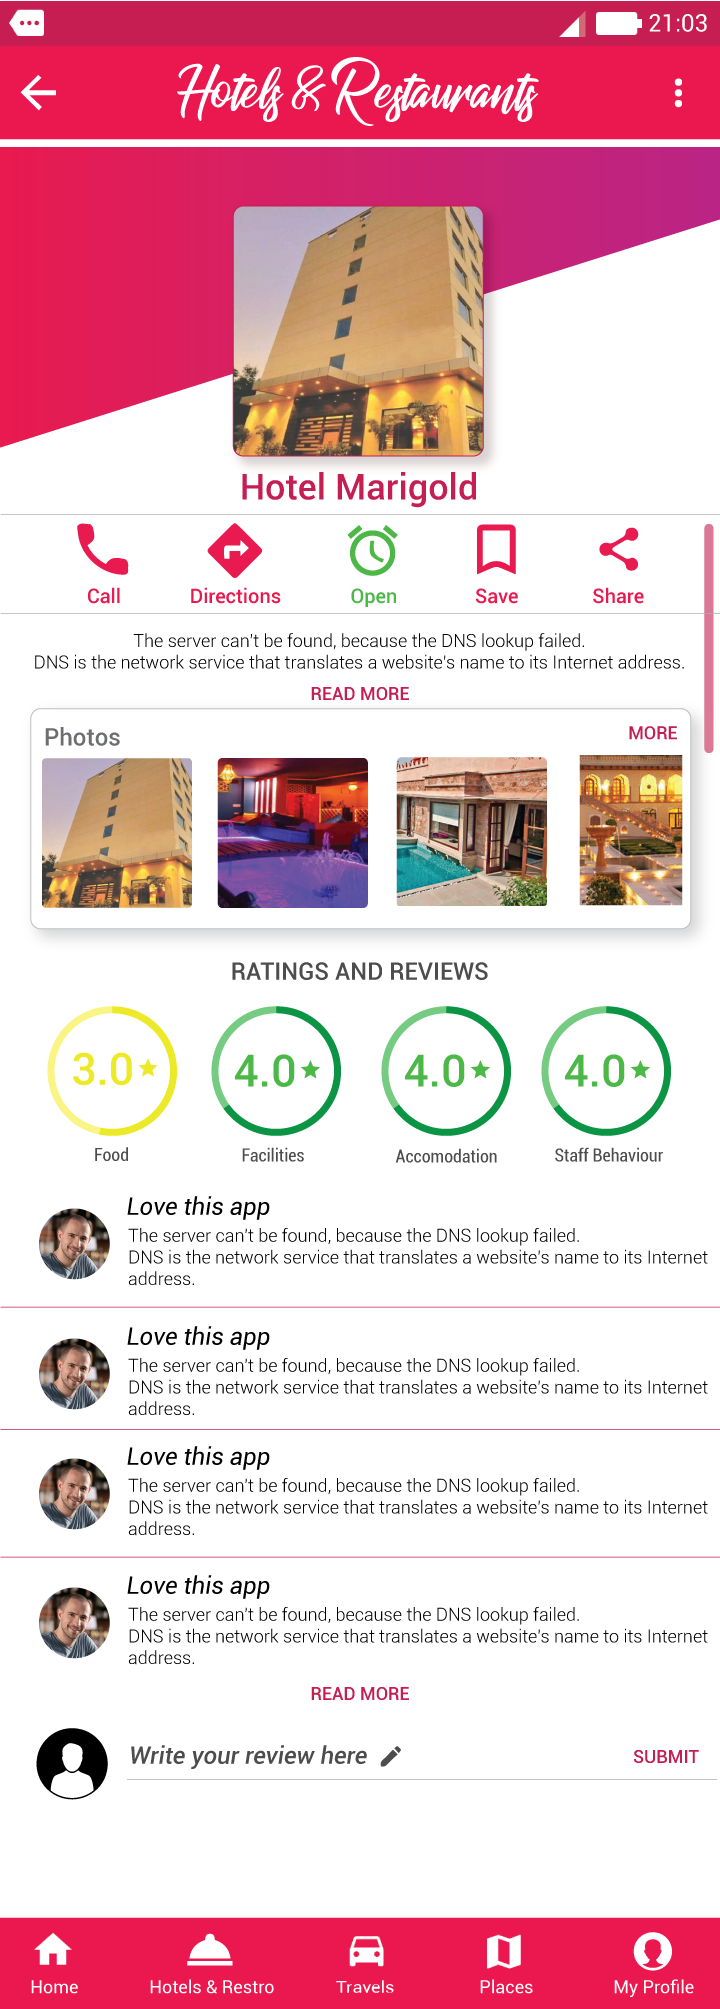 21:03
Hotels & Restaurants
Hotel Marigold
Call Directions Open Save Share
The server can't be found, because the DNS lookup failed.
DNS is the network service that translates a website's name to its Internet address.
READ MORE
Photos MORE
RATINGS AND REVIEWS
3.0 4.0 4.0 4.0
Food Facilities Accomodation Staff Behaviour
Love this app
The server can't be found, because the DNS lookup failed.
DNS is the network service that translates a website's name to its Internet
address.
Love this app
The server can't be found, because the DNS lookup failed.
DNS is the network service that translates a website's name to its Internet
address.
Love this app
The server can't be found, because the DNS lookup failed.
DNS is the network service that translates a website's name to its Internet
address.
Love this app
The server can't be found, because the DNS lookup failed.
DNS is the network service that translates a website's name to its Internet
address.
READ MORE
Write your review here SUBMIT
Home Hotels & Restro Travels Places My Profile